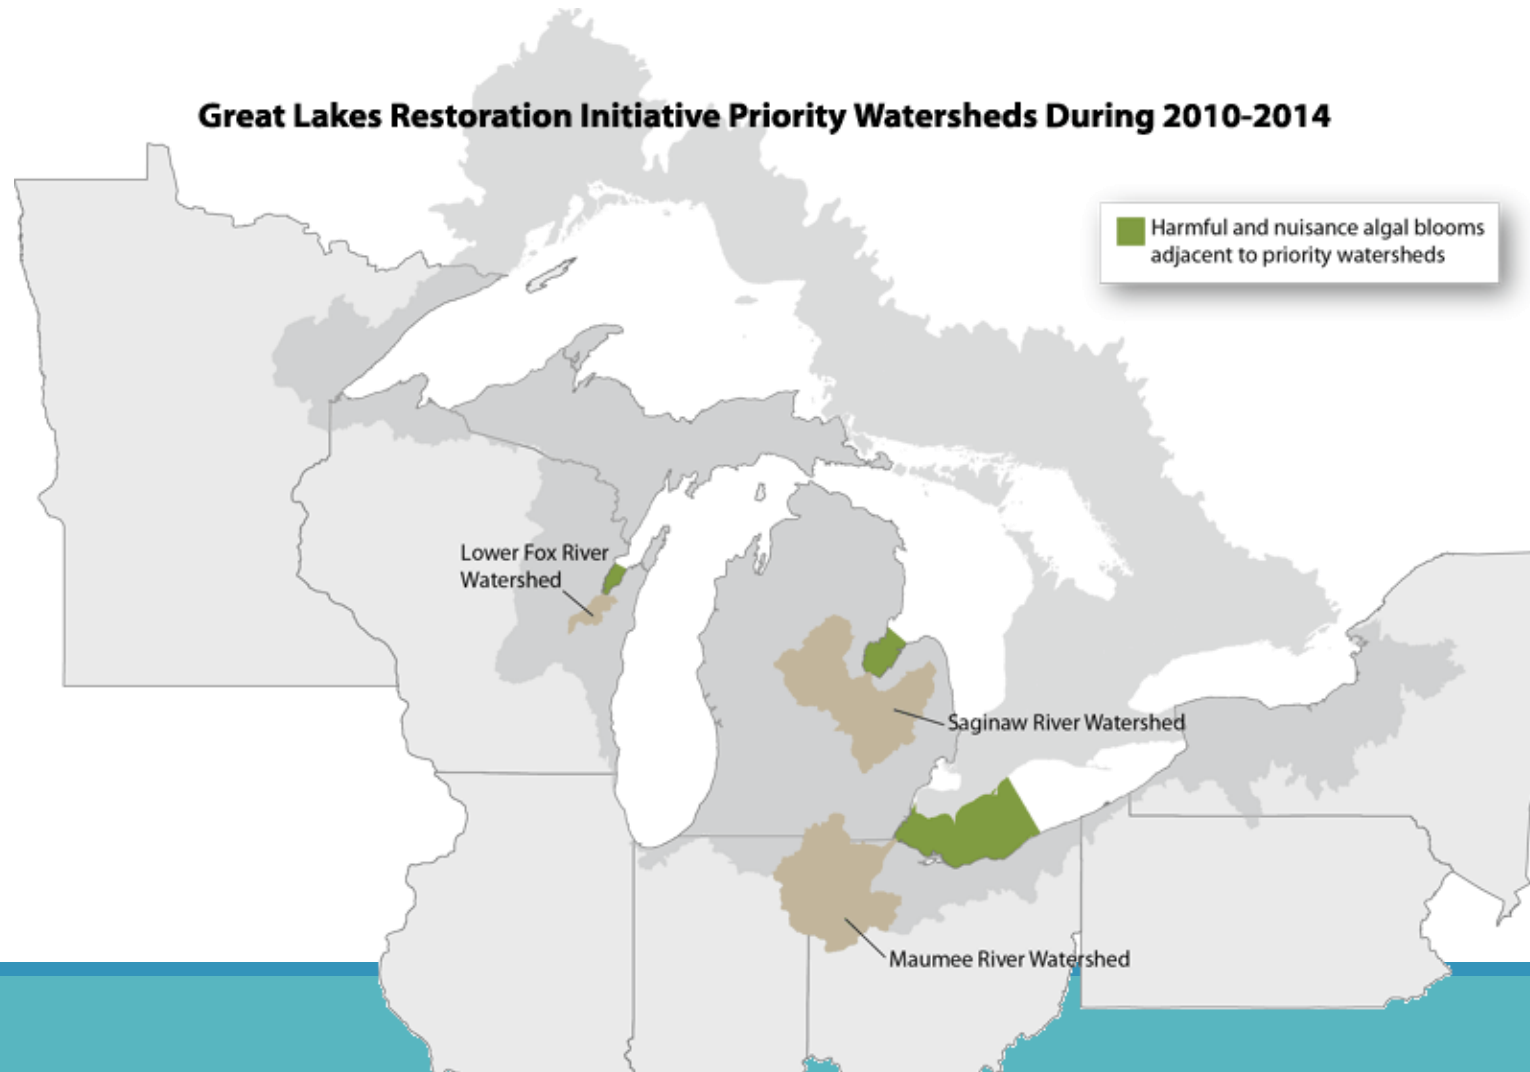 Great Lakes Restoration Initiative Priority Watersheds During 2010-2014
Harmful and nuisance algal blooms
adjacent to priority watersheds
Lower Fox River
Watershed
Saginaw River Watershed
Maumee River Watershed